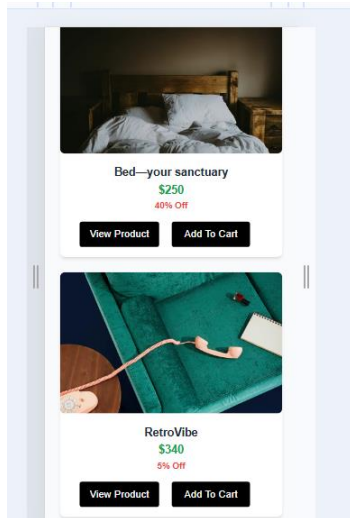 Bed—your sanctuary
$250
40% Off
View Product Add To Cart
RetroVibe
$340
5% Off
View Product Add To Cart